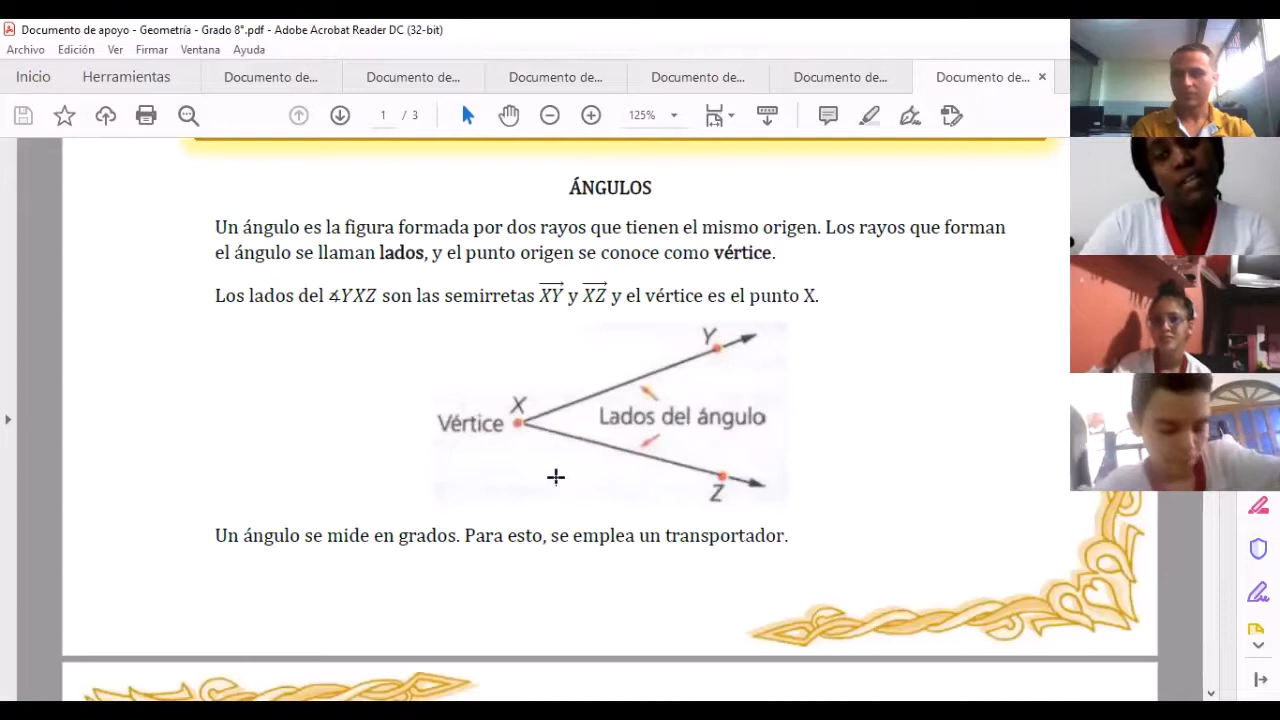 Documento de apoyo - Geometría - Grado 8°.pdf - Adobe Acrobat Reader DC (32-bit)
Archivo Edición Ver Firmar Ventana Ayuda
Inicio Herramientas Documento de... Documento de... Documento de... Documento de... Documento de... Documento de... ×
1 / 3 125%
ÁNGULOS
Un ángulo es la figura formada por dos rayos que tienen el mismo origen. Los rayos que forman
el ángulo se llaman lados, y el punto origen se conoce como vértice.
Los lados del ∡YXZ son las semirretas XY y XZ y el vértice es el punto X.
Y
X
Vértice
Lados del ángulo
Z
Un ángulo se mide en grados. Para esto, se emplea un transportador.